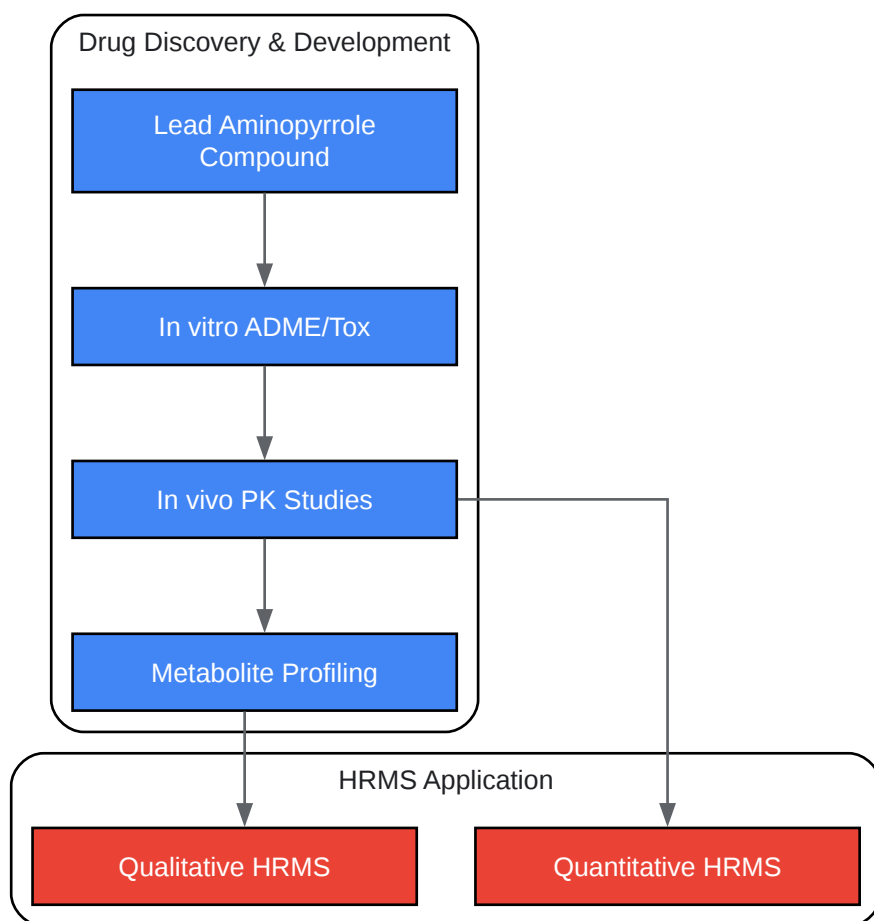 Drug Discovery & Development
Lead Aminopyrrole
Compound
In vitro ADME/Tox
In vivo PK Studies
Metabolite Profiling
HRMS Application
Qualitative HRMS
Quantitative HRMS